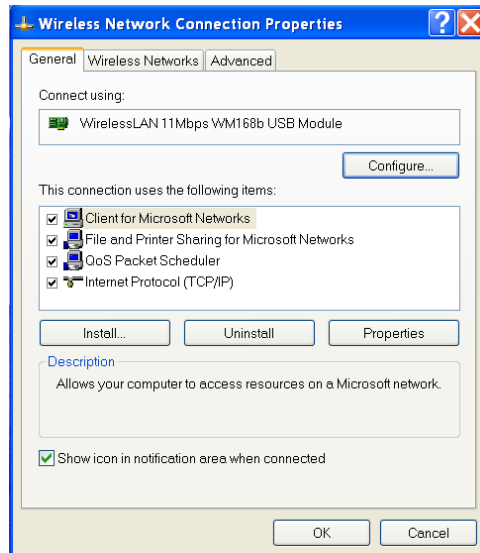 Wireless Network Connection Properties
General Wireless Networks Advanced
Connect using:
WirelessLAN 11Mbps WM168b USB Module
Configure...
This connection uses the following items:
Client for Microsoft Networks
File and Printer Sharing for Microsoft Networks
QoS Packet Scheduler
Internet Protocol (TCP/IP)
Install... Uninstall Properties
Description
Allows your computer to access resources on a Microsoft network.
Show icon in notification area when connected
OK Cancel